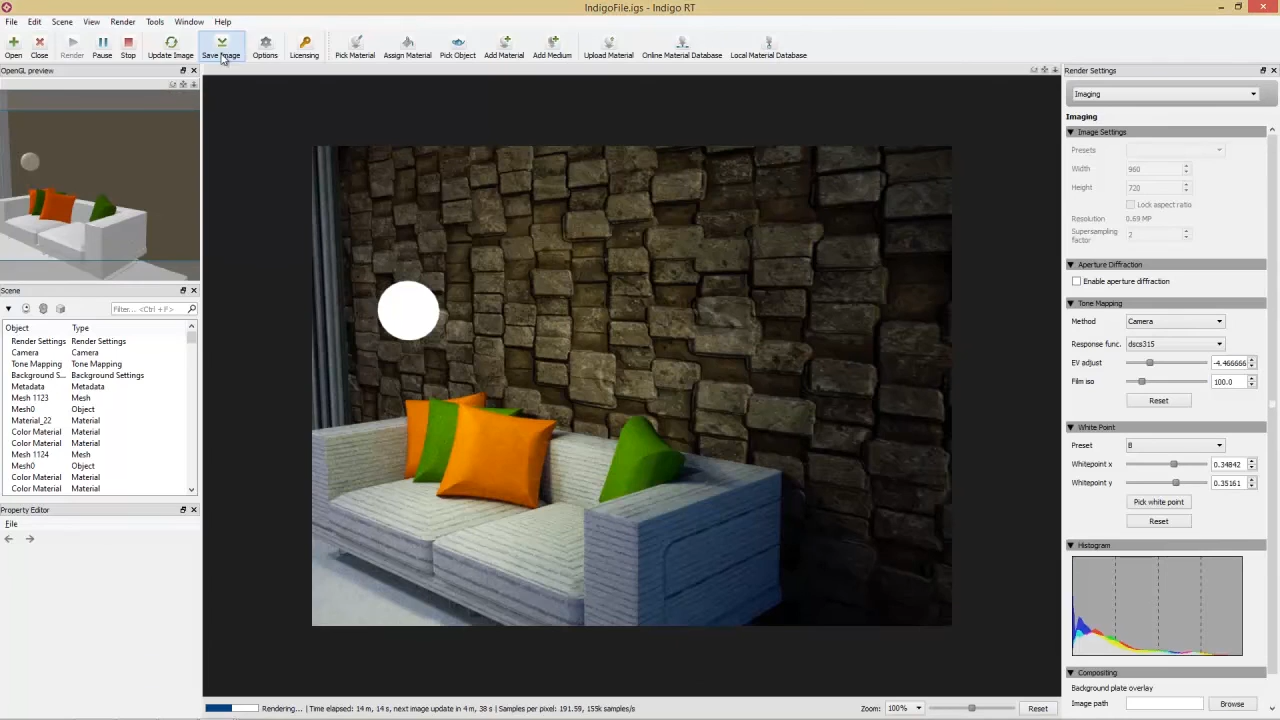 IndigoFile.igs - Indigo RT
File Edit Scene View Render Tools Window Help
Open Close Render Pause Stop Update Image Save Image Options Licensing Pick Material Assign Material Pick Object Add Material Add Medium Upload Material Online Material Database Local Material Database
OpenGL preview
Scene
Filter... <Ctrl + F>
Object Type
Render Settings Render Settings
Camera Camera
Tone Mapping Tone Mapping
Background S... Background Settings
Metadata Metadata
Mesh 1123 Mesh
Mesh0 Object
Material_22 Material
Color Material Material
Color Material Material
Mesh 1124 Mesh
Mesh0 Object
Color Material Material
Color Material Material
Property Editor
File
Rendering... | Time elapsed: 14 m, 14 s, next image update in 4 m, 38 s | Samples per pixel: 191.59, 155k samples/s
Zoom: 100% Reset
Render Settings
Imaging
Imaging
Image Settings
Presets
Width 960
Height 720
Lock aspect ratio
Resolution 0.69 MP
Supersampling
factor 2
Aperture Diffraction
Enable aperture diffraction
Tone Mapping
Method Camera
Response func. dscs315
EV adjust -4.466666
Film iso 100.0
Reset
White Point
Preset B
Whitepoint x 0.34842
Whitepoint y 0.35161
Pick white point
Reset
Histogram
Compositing
Background plate overlay
Image path Browse